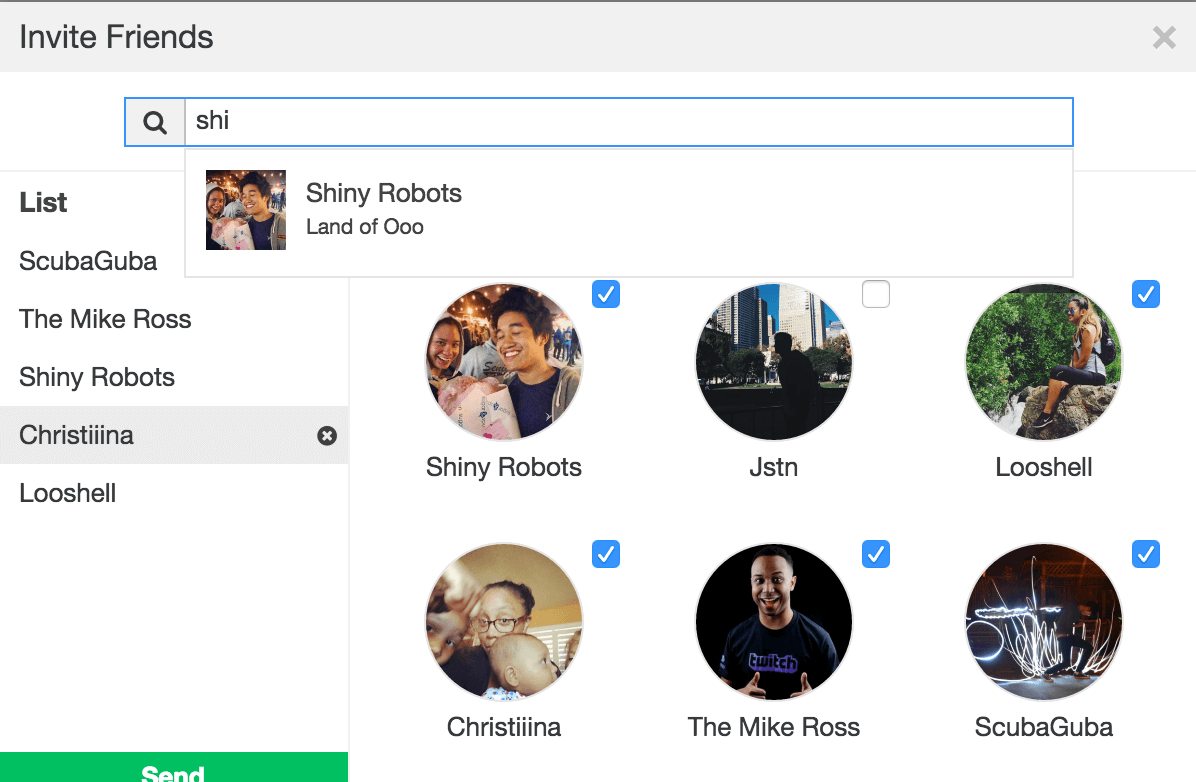 Invite Friends
shi
Shiny Robots
Land of Ooo
List
ScubaGuba
The Mike Ross
Shiny Robots
Christiiina
Looshell
Send
Shiny Robots
Jstn
Looshell
twitch
Christiiina
The Mike Ross
ScubaGuba